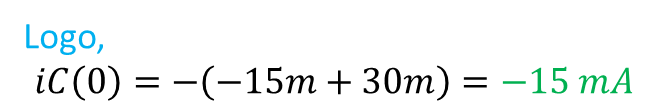 Logo,
iC(0) = −(−15m + 30m) = −15 mA